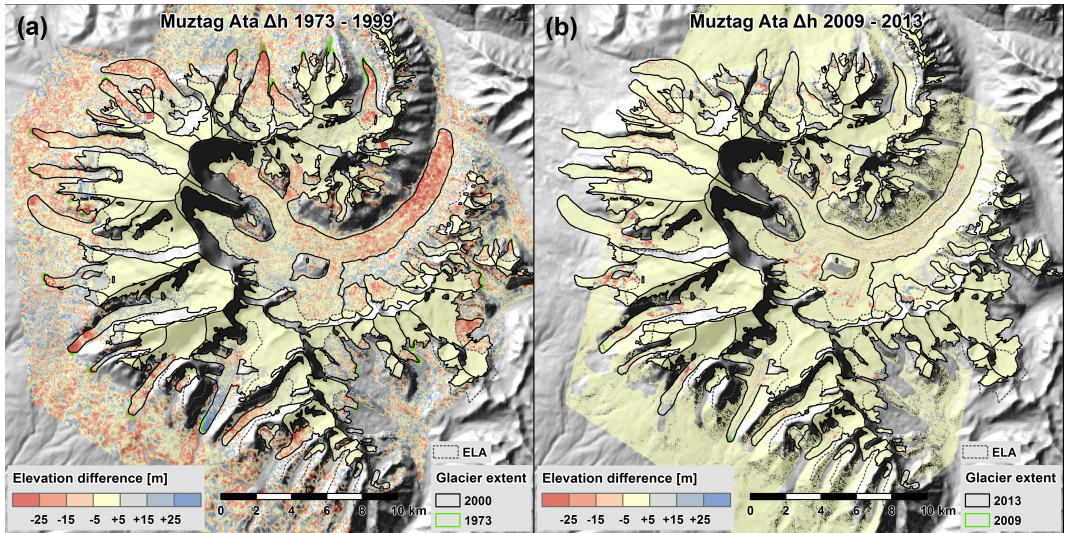 (a)
Muztag Ata Δh 1973 - 1999
ELA
Elevation difference [m]
-25 -15 -5 +5 +15 +25
0 2 4 6 8 10 km
Glacier extent
2000
1973
(b)
Muztag Ata Δh 2009 - 2013
ELA
Elevation difference [m]
-25 -15 -5 +5 +15 +25
0 2 4 6 8 10 km
Glacier extent
2013
2009